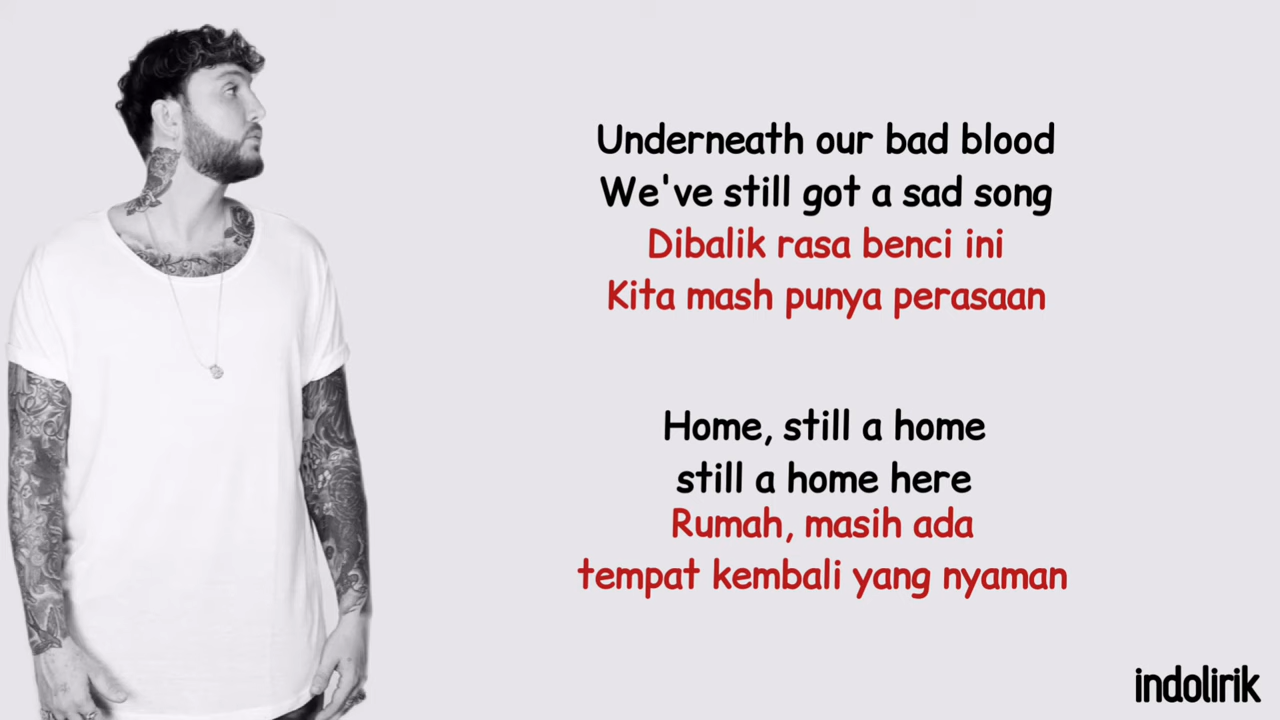 Underneath our bad blood
We've still got a sad song
Dibalik rasa benci ini
Kita mash punya perasaan
Home, still a home
still a home here
Rumah, masih ada
tempat kembali yang nyaman
indolirik